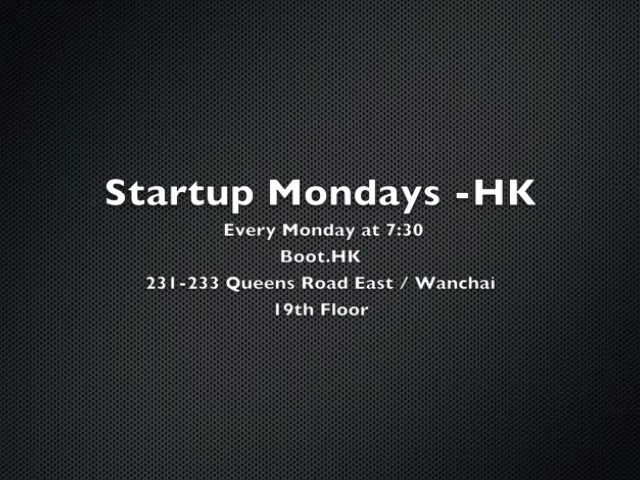 Startup Mondays -HK
Every Monday at 7:30
Boot.HK
231-233 Queens Road East / Wanchai
19th Floor